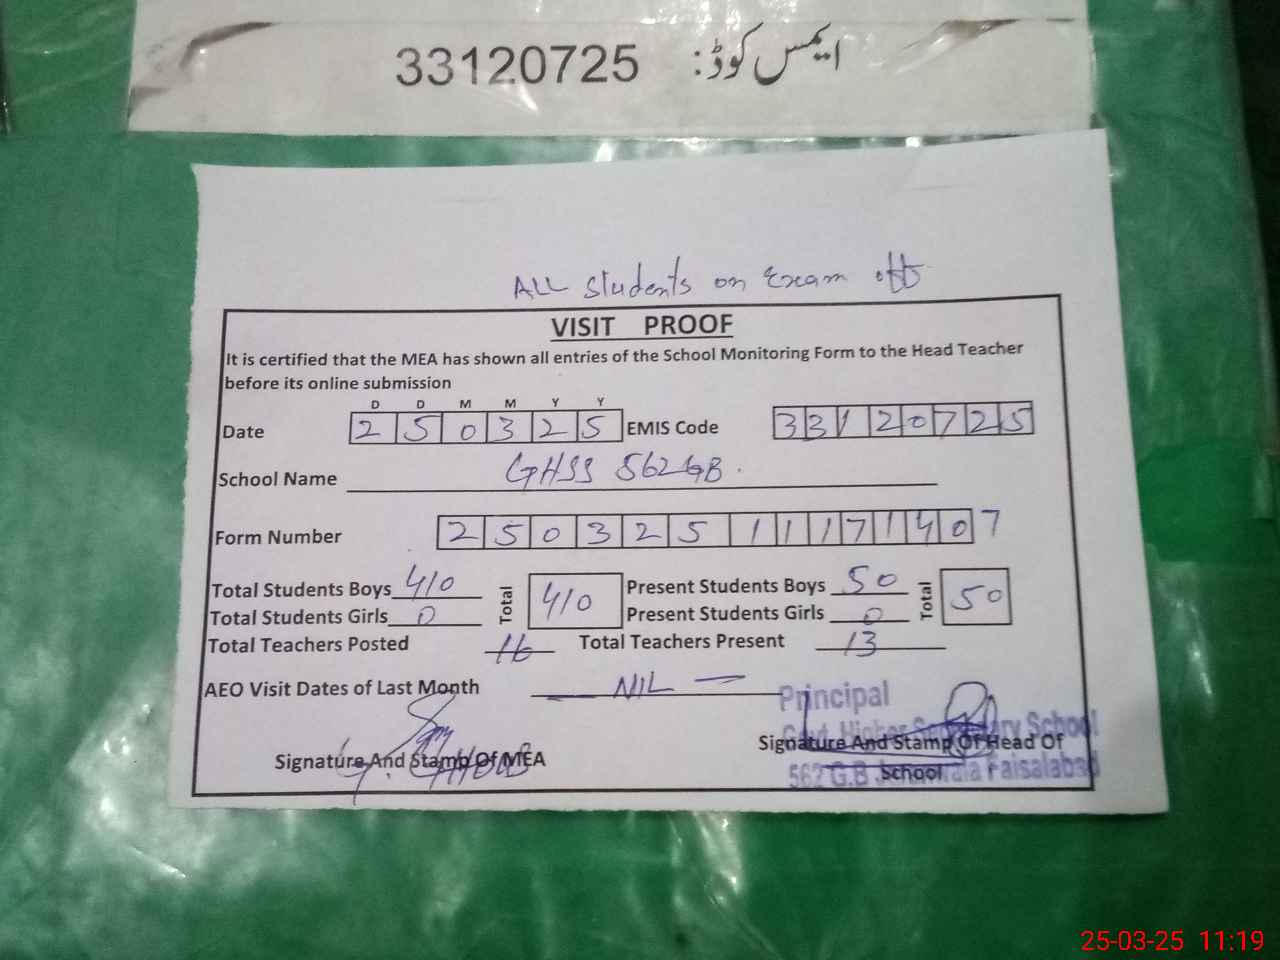 33120725 ایمس کوڈ:
ALL Students on Exam off
VISIT PROOF
It is certified that the MEA has shown all entries of the School Monitoring Form to the Head Teacher
before its online submission
D D M M Y Y
Date 2 5 0 3 2 5 EMIS Code 3 3 1 2 0 7 2 5
School Name GHSS 562 GB.
Form Number 2 5 0 3 2 5 1 1 1 7 1 4 0 7
Total Students Boys 410 Total 410 Present Students Boys 50 Total 50
Total Students Girls 0 Present Students Girls 0
Total Teachers Posted 16 Total Teachers Present 13
AEO Visit Dates of Last Month — NIL —
Principal
Govt. Higher Secondary School
Signature And Stamp Of MEA Signature And Stamp Of Head Of
School
562 G.B Faisalabad
25-03-25 11:19